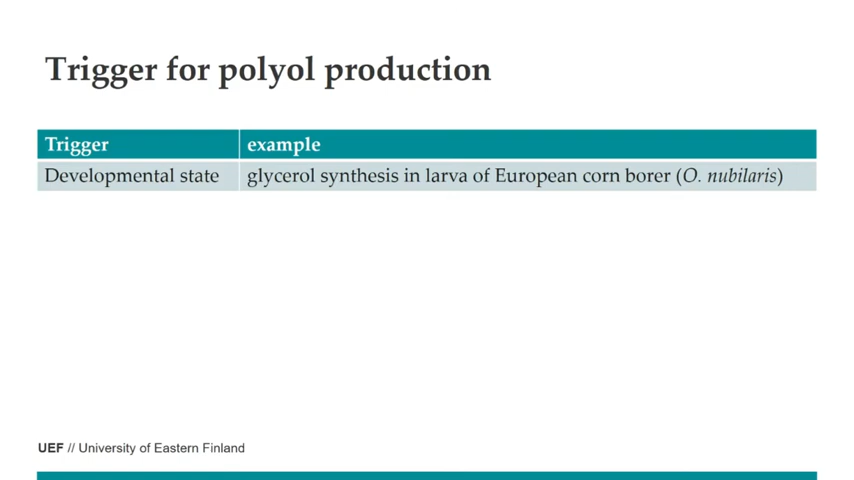 Trigger for polyol production
Trigger example
Developmental state glycerol synthesis in larva of European corn borer (O. nubilaris)
UEF // University of Eastern Finland